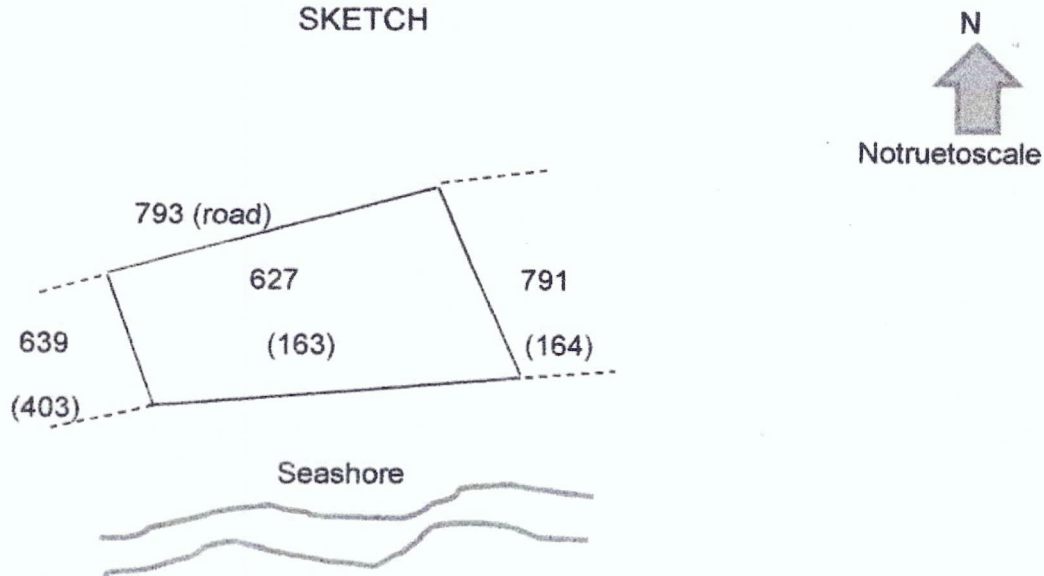 SKETCH
N
Notruetoscale
793 (road)
627
791
639
(163)
(164)
(403)
Seashore